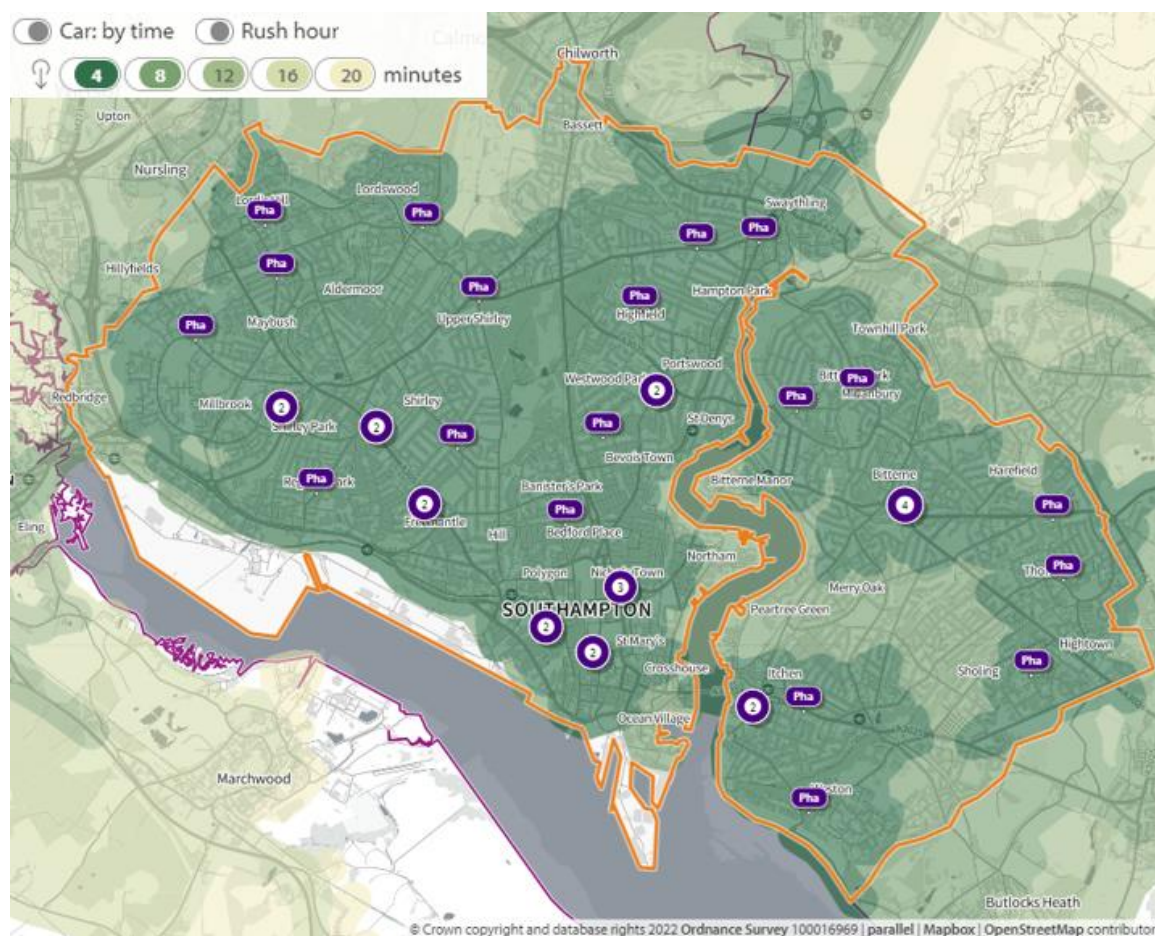 Car: by time Rush hour
4 8 12 16 20 minutes
Chilworth
Upton
Bassett
Nursling
Lordswood
Pha
Pha
Swaythling
Pha
Pha
Hillyfields
Pha
Aldermoor
Pha
Upper Shirley
Pha
Highfield
Hampton Park
Maybush
Pha
Townhill Park
Portswood
Pha
Redbridge
Millbrook
2
Shirley
2
2
Pha
St Denys
Pha
Pha
Bevois Town
Bitterne
Harefield
Pha
Bitterne Manor
Banister's Park
Pha
4
Pha
2
Eling
Hill
Bedford Place
Northam
Polygon
Pha
3
Merry Oak
SOUTHAMPTON
Peartree Green
2
St Mary's
2
Hightown
Crosshouse
Itchen
Sholing
Pha
Pha
2
Ocean Village
Marchwood
Pha
Butlocks Heath
© Crown copyright and database rights 2022 Ordnance Survey 100016969 | parallel | Mapbox | OpenStreetMap contributor